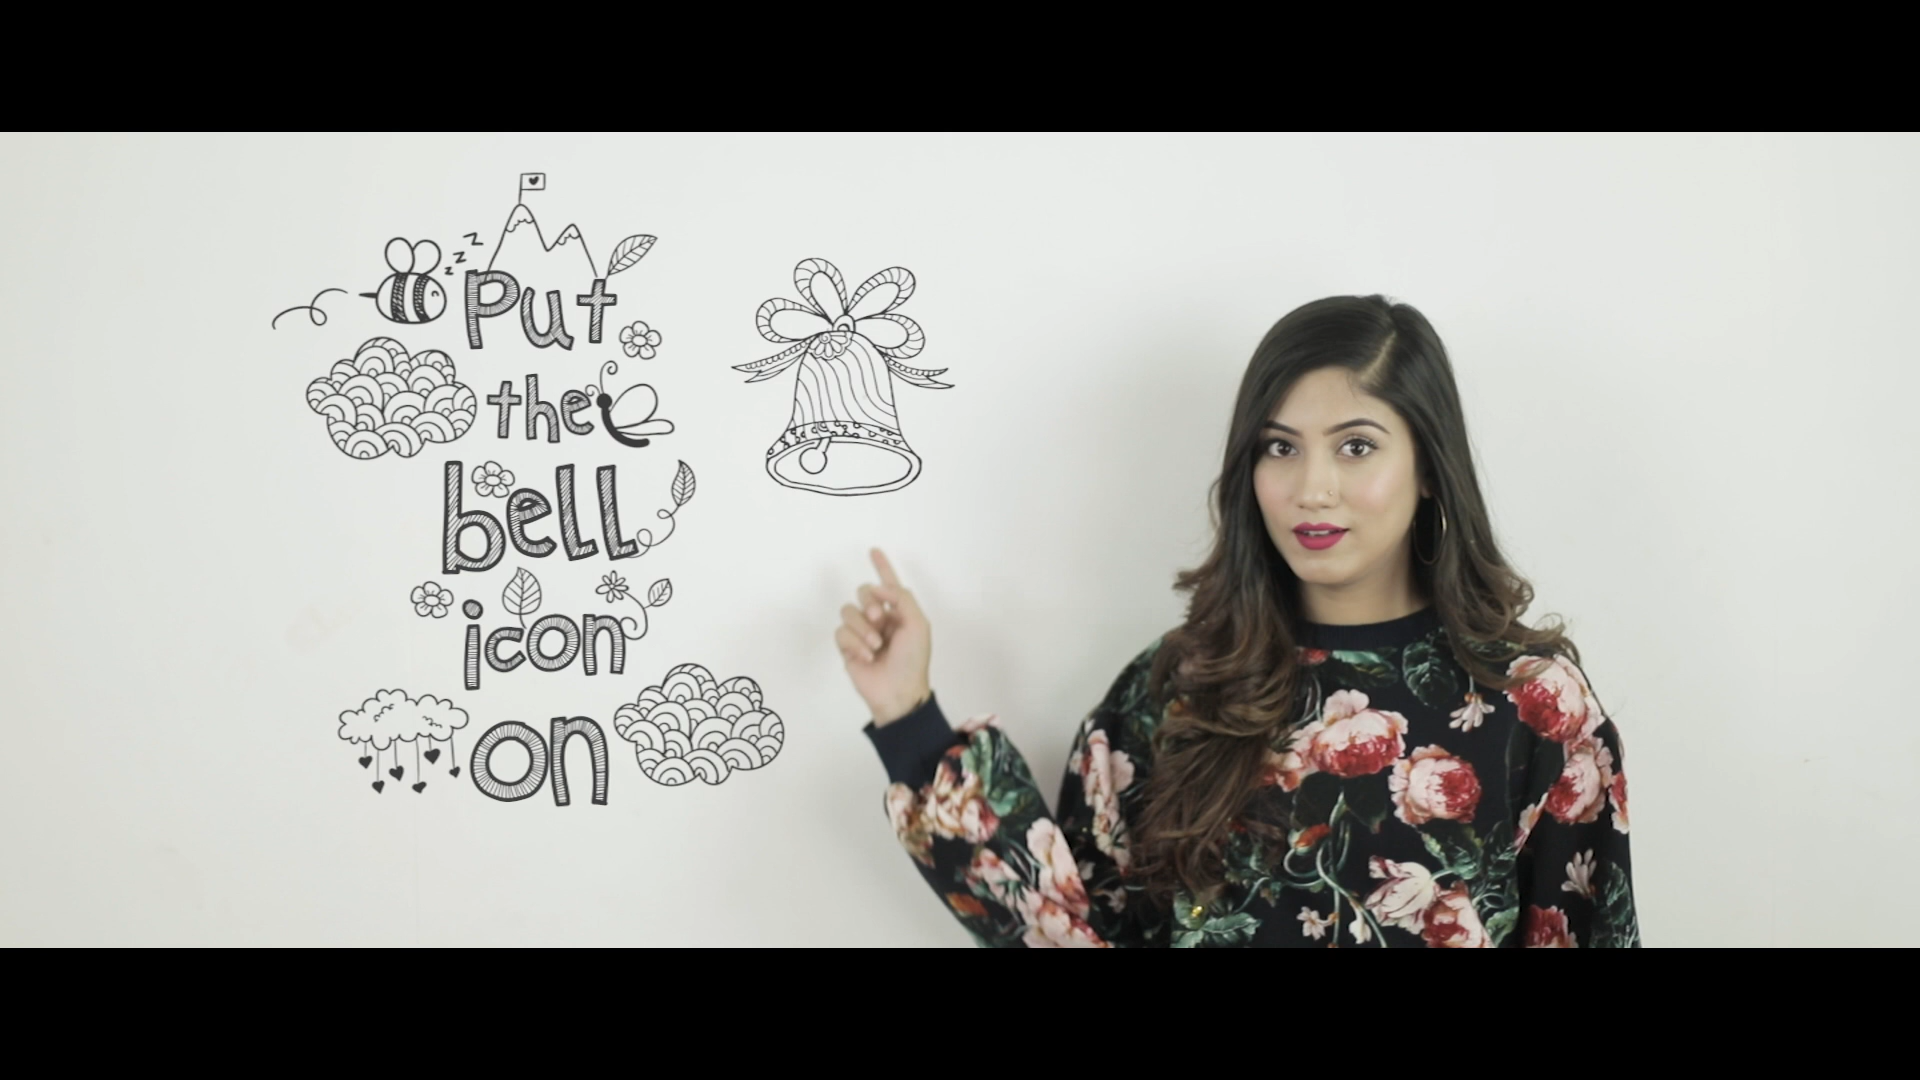 z z z
Put
the
bell
icon
on